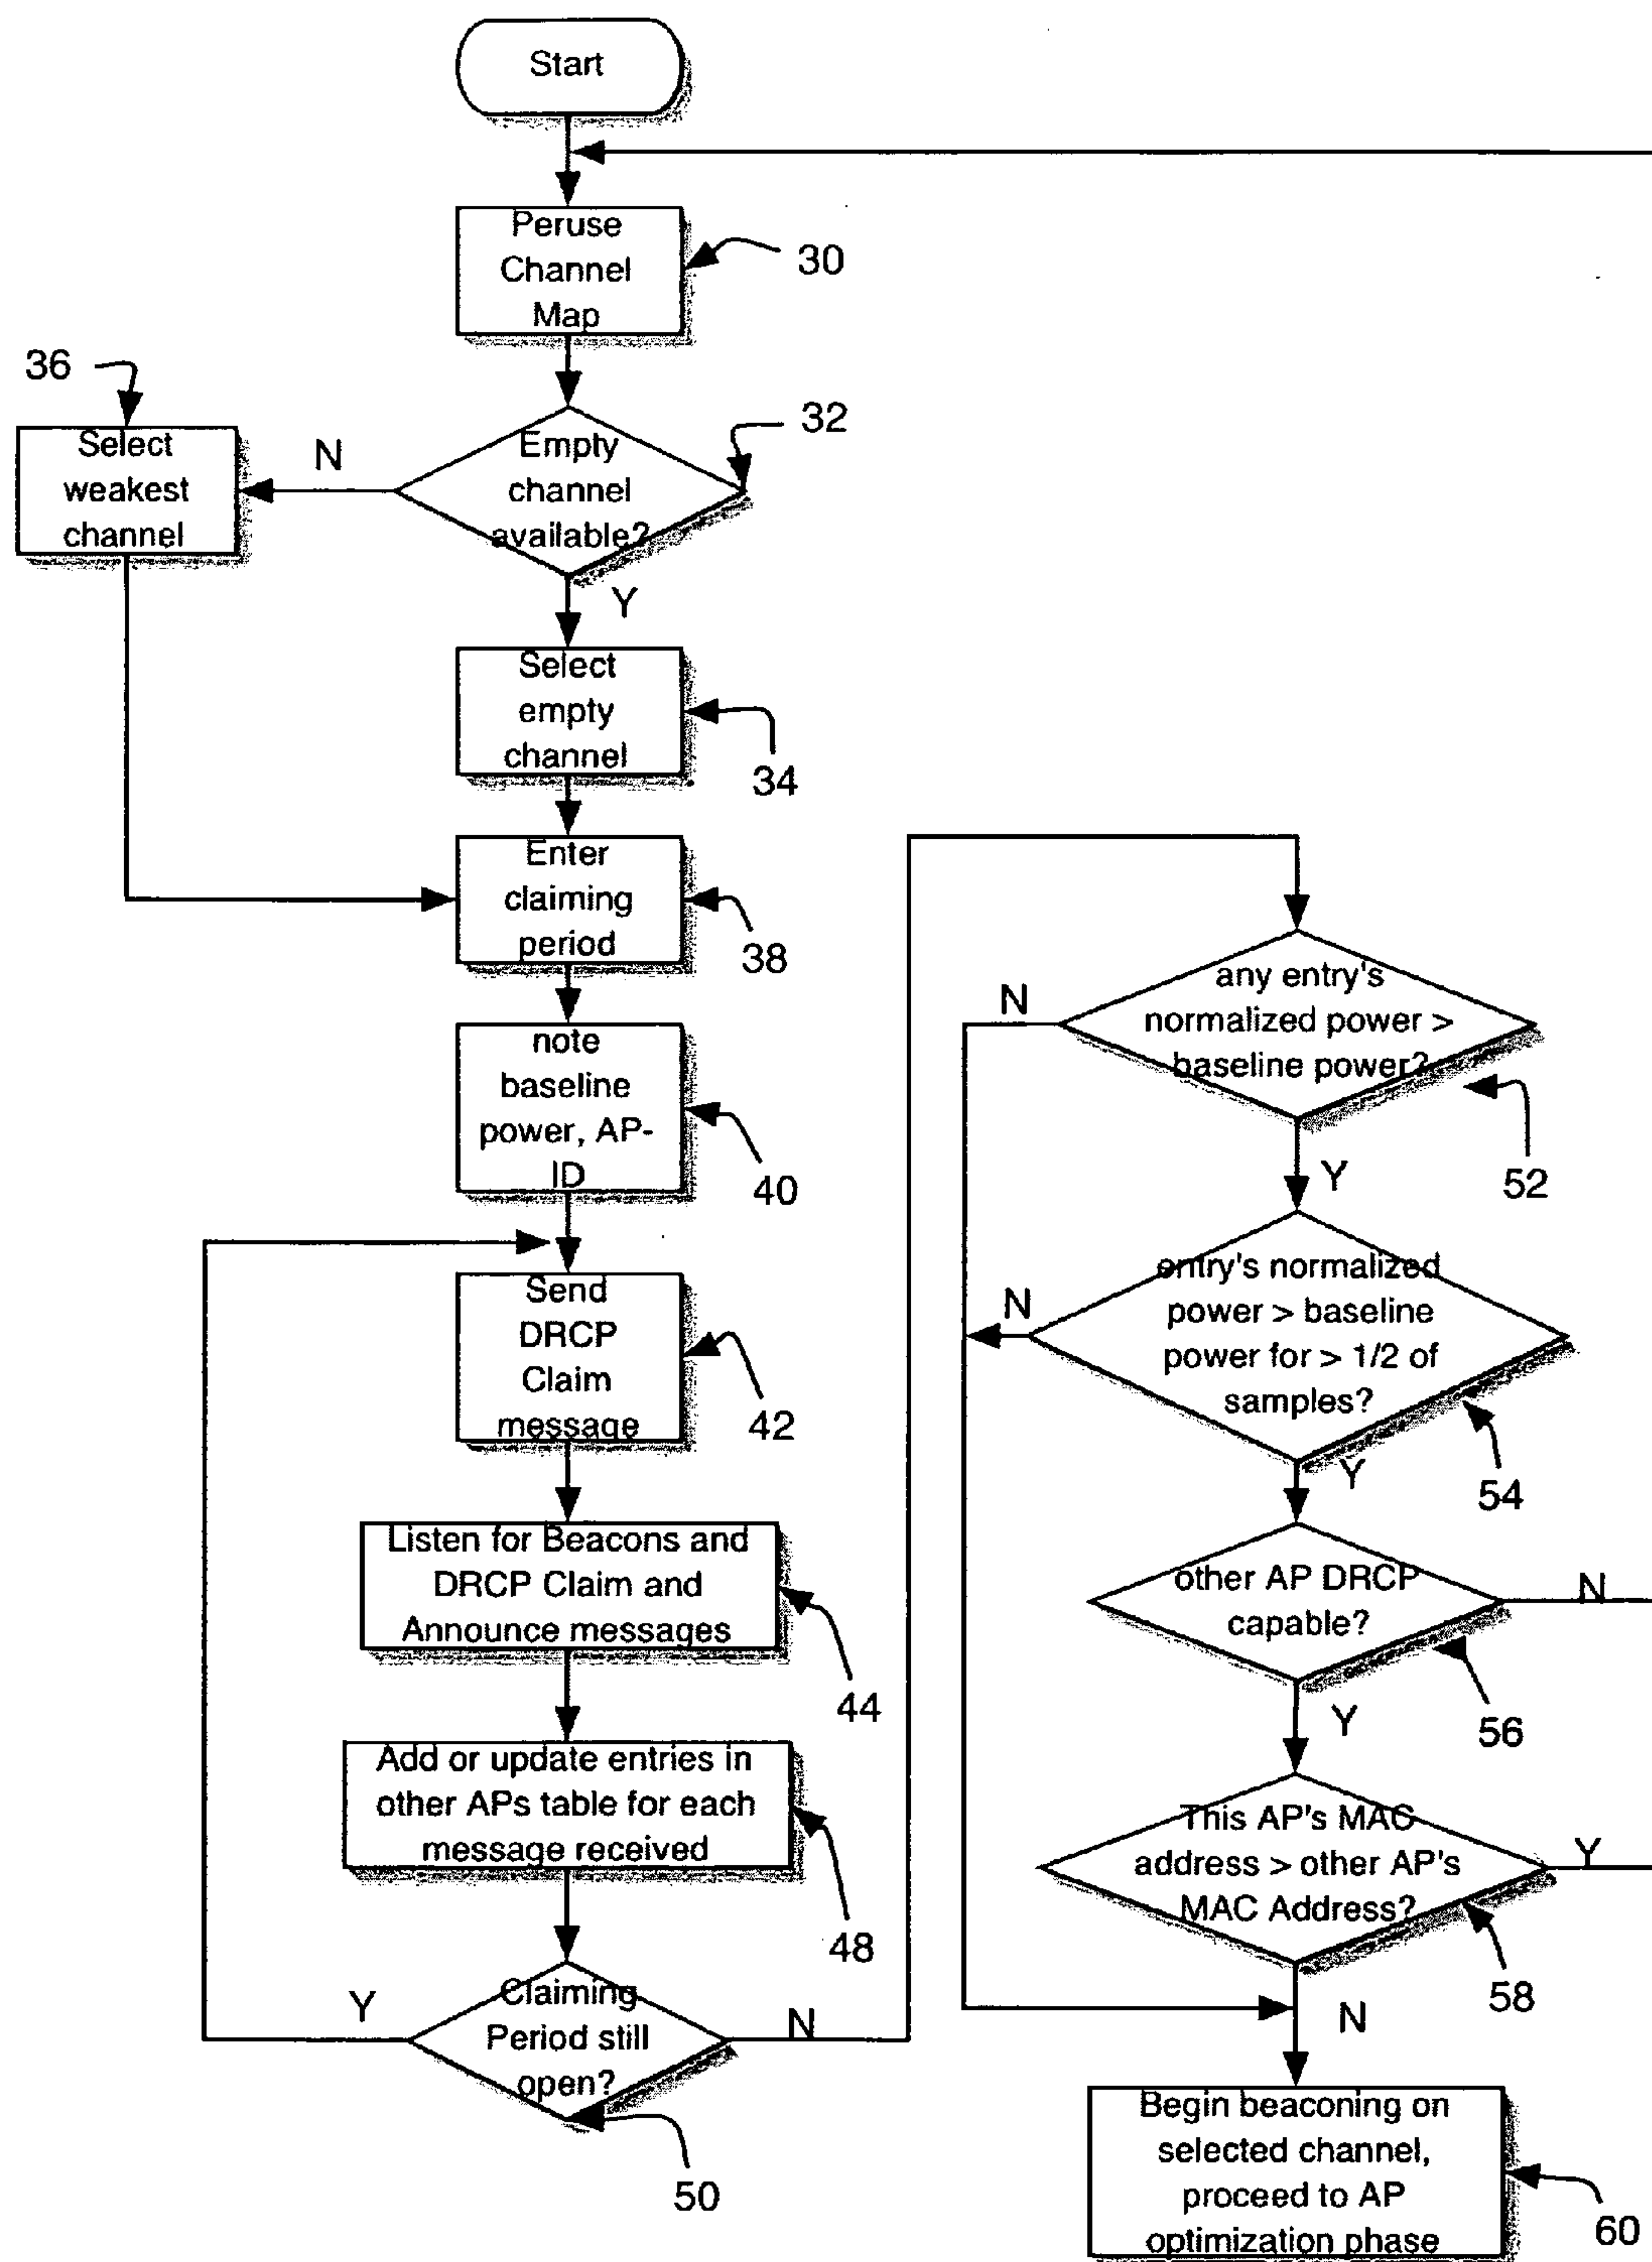 Start
Peruse
Channel
Map
30
36
Select
weakest
channel
N
Empty
channel
available?
32
Y
Select
empty
channel
34
Enter
claiming
period
38
note
baseline
power, AP-
ID
40
Send
DRCP
Claim
message
42
Listen for Beacons and
DRCP Claim and
Announce messages
44
Add or update entries in
other APs table for each
message received
48
Claiming
Period still
open?
Y
N
50
any entry's
normalized power >
baseline power?
N
52
Y
entry's normalized
power > baseline
power for > 1/2 of
samples?
N
54
Y
other AP DRCP
capable?
N
56
Y
This AP's MAC
address > other AP's
MAC Address?
Y
58
N
Begin beaconing on
selected channel,
proceed to AP
optimization phase
60